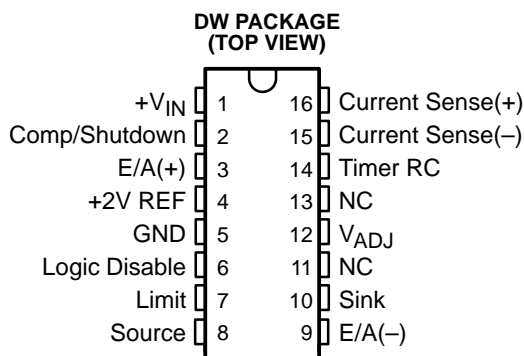 DW PACKAGE
(TOP VIEW)
+VIN 1 16 Current Sense(+)
Comp/Shutdown 2 15 Current Sense(–)
E/A(+) 3 14 Timer RC
+2V REF 4 13 NC
GND 5 12 VADJ
Logic Disable 6 11 NC
Limit 7 10 Sink
Source 8 9 E/A(–)